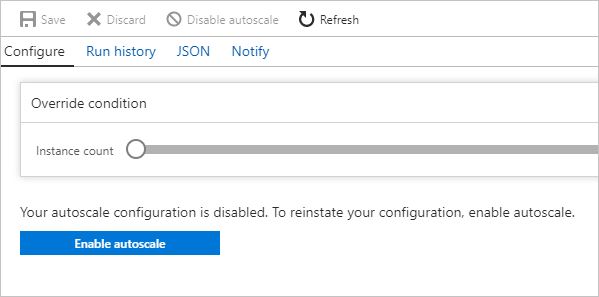 Save Discard Disable autoscale Refresh
Configure Run history JSON Notify
Override condition
Instance count
Your autoscale configuration is disabled. To reinstate your configuration, enable autoscale.
Enable autoscale